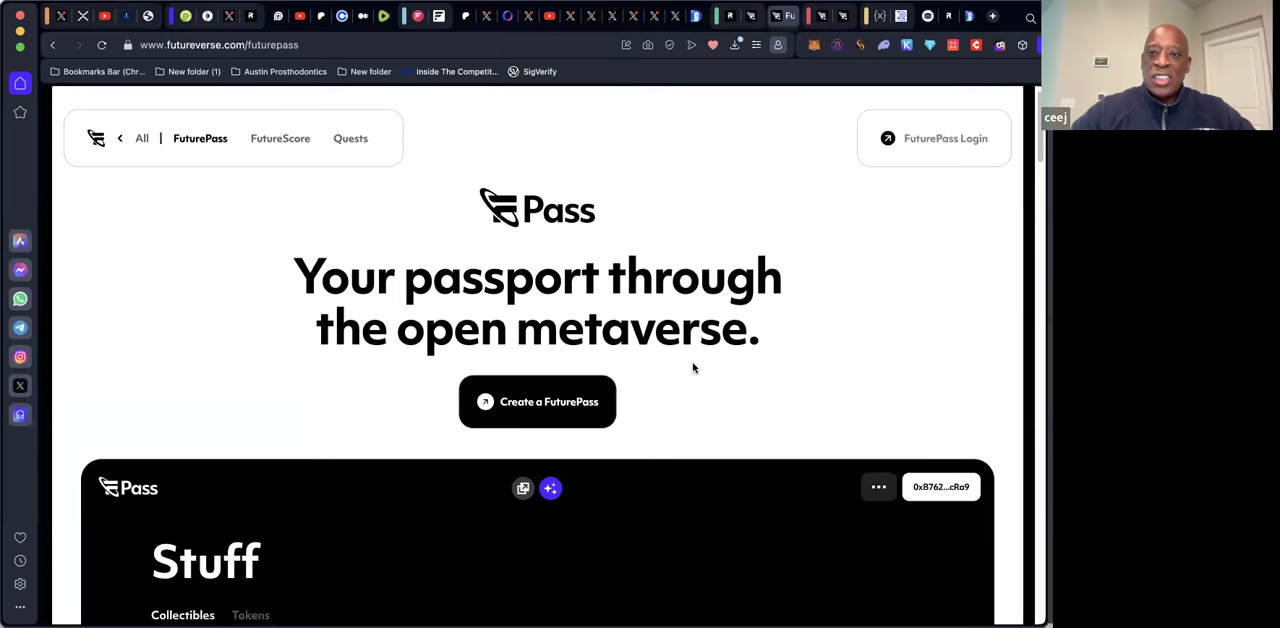 www.futureverse.com/futurepass
Bookmarks Bar (Chr...
New folder (1)
Austin Prosthodontics
New folder
Inside The Competit...
SigVerify
ceej
All | FuturePass FutureScore Quests
FuturePass Login
Pass
Your passport through
the open metaverse.
Create a FuturePass
Pass
0xB762...cRa9
Stuff
Collectibles Tokens
Fu